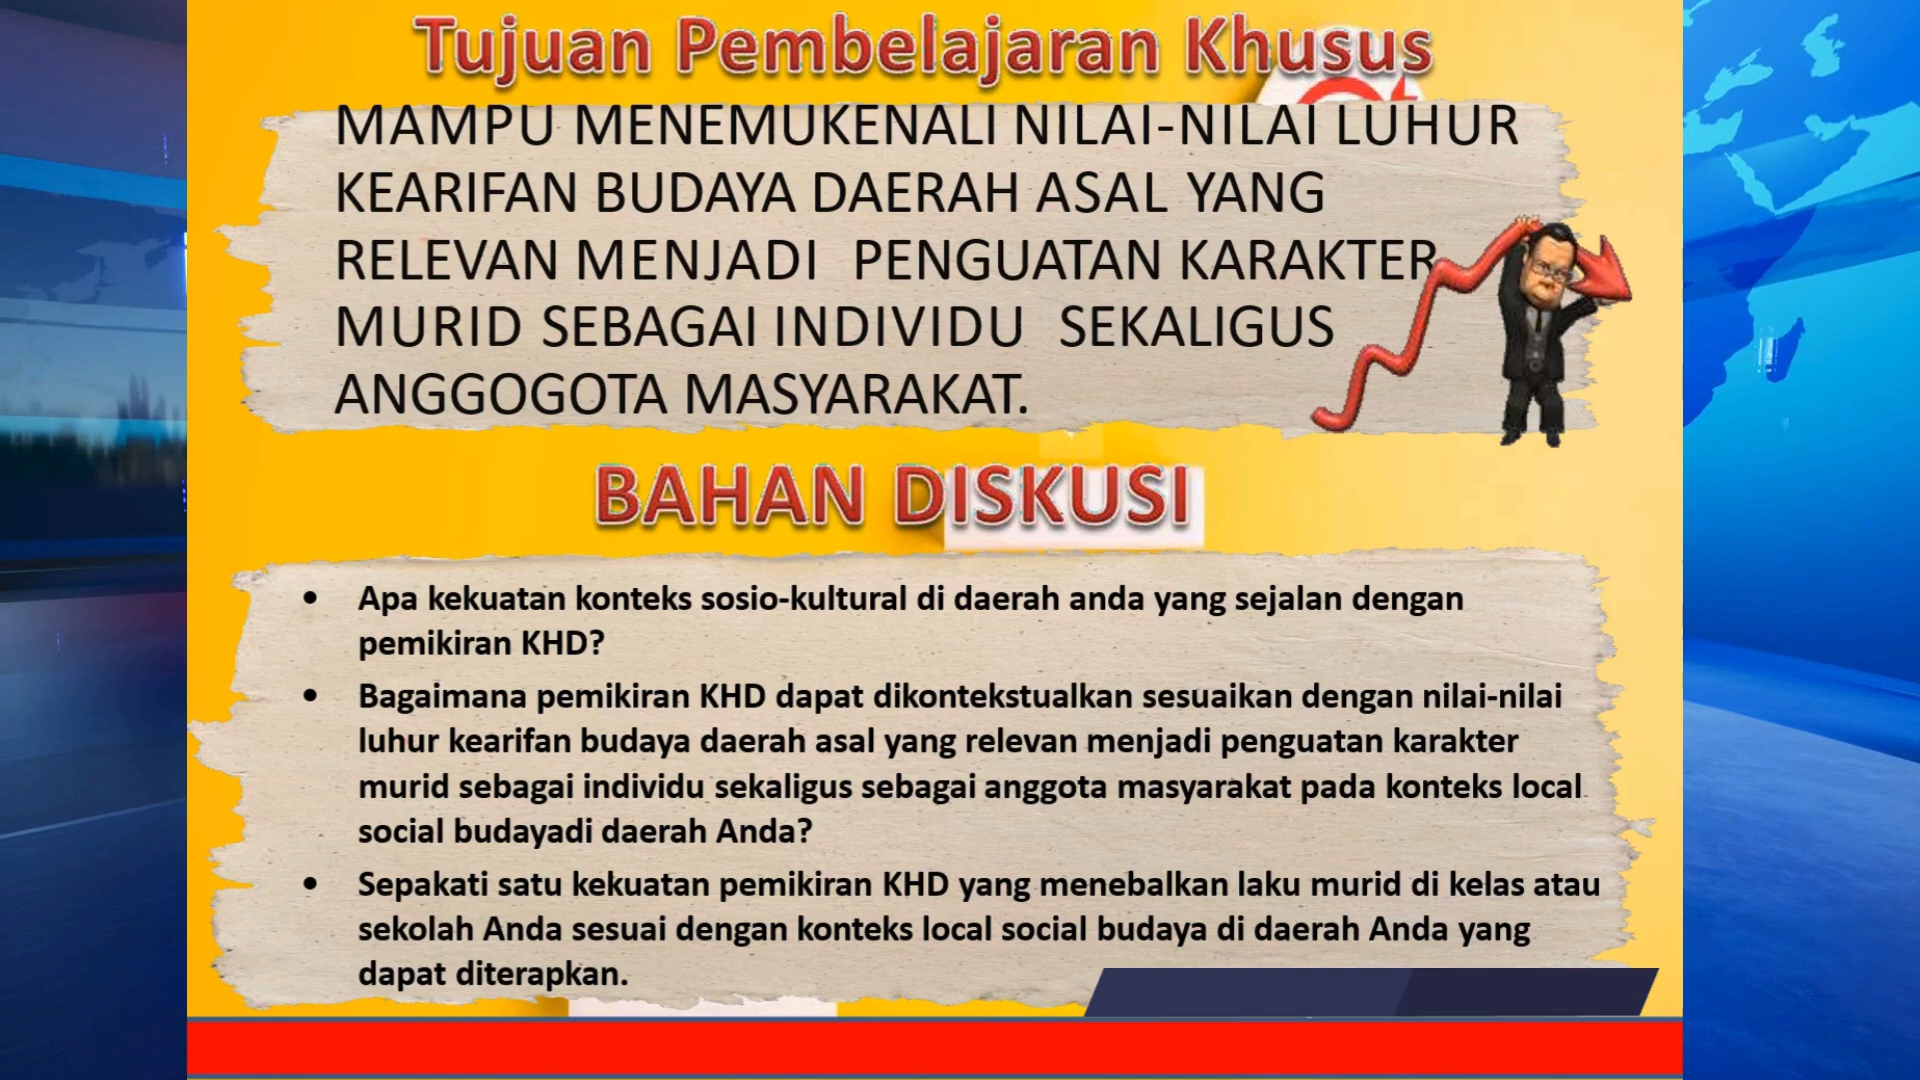 Tujuan Pembelajaran Khusus
MAMPU MENEMUKENALI NILAI-NILAI LUHUR
KEARIFAN BUDAYA DAERAH ASAL YANG
RELEVAN MENJADI PENGUATAN KARAKTER
MURID SEBAGAI INDIVIDU SEKALIGUS
ANGGOGOTA MASYARAKAT.
BAHAN DISKUSI
• Apa kekuatan konteks sosio-kultural di daerah anda yang sejalan dengan
pemikiran KHD?
• Bagaimana pemikiran KHD dapat dikontekstualkan sesuaikan dengan nilai-nilai
luhur kearifan budaya daerah asal yang relevan menjadi penguatan karakter
murid sebagai individu sekaligus sebagai anggota masyarakat pada konteks local
social budayadi daerah Anda?
• Sepakati satu kekuatan pemikiran KHD yang menebalkan laku murid di kelas atau
sekolah Anda sesuai dengan konteks local social budaya di daerah Anda yang
dapat diterapkan.